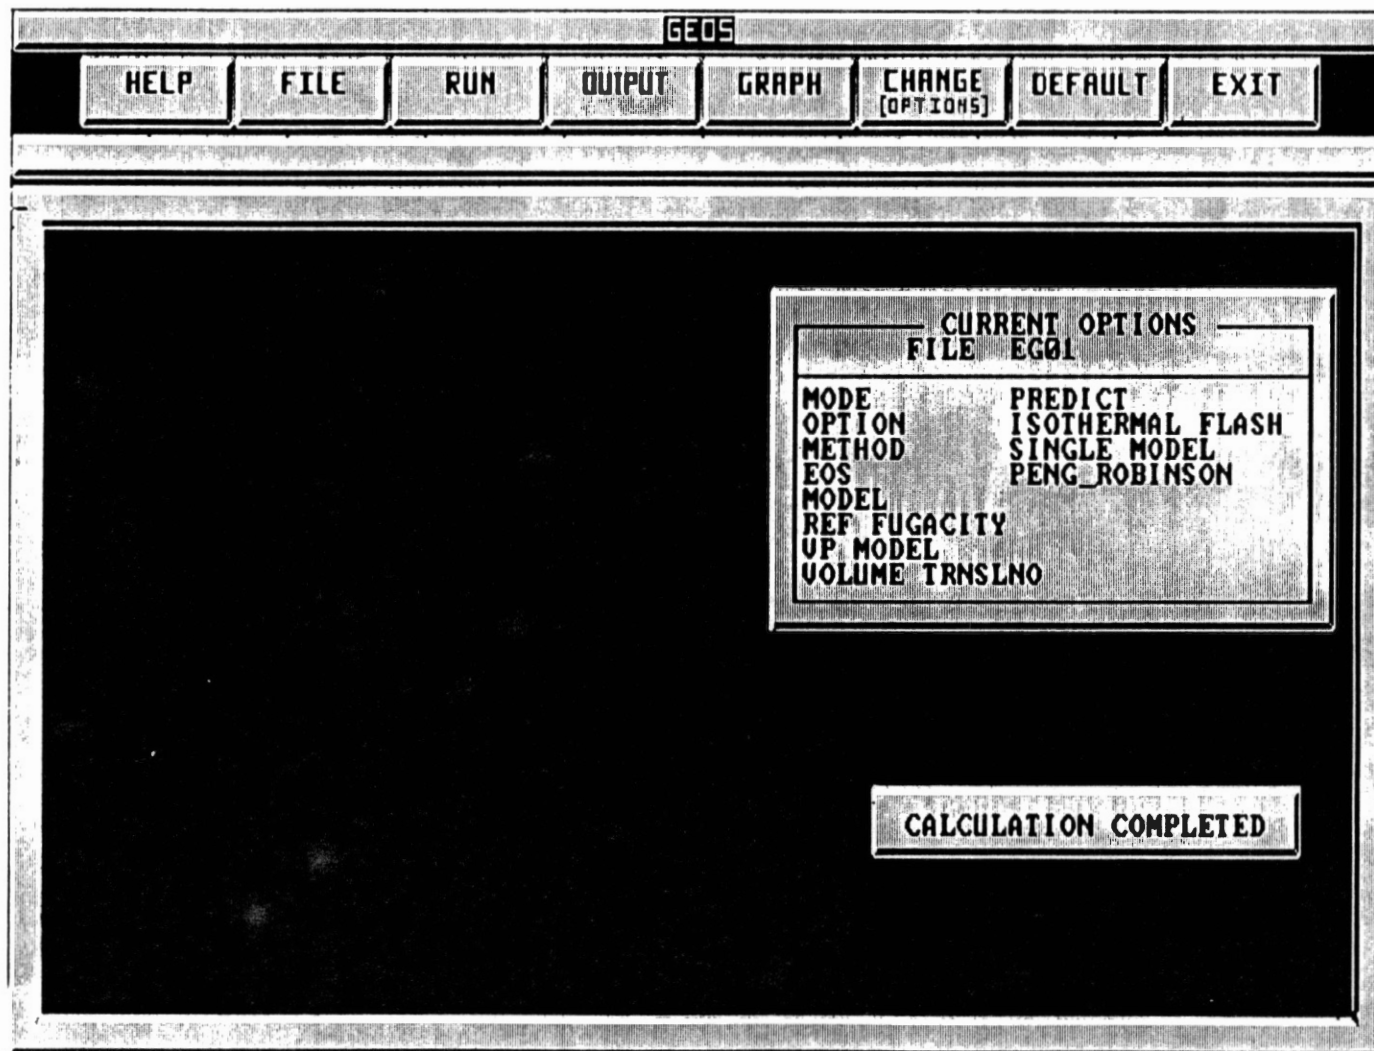 GEOS
HELP FILE RUN OUTPUT GRAPH CHANGE DEFAULT EXIT
[OPTIONS]
CURRENT OPTIONS
FILE EG01
MODE PREDICT
OPTION ISOTHERMAL FLASH
METHOD SINGLE MODEL
EOS PENG_ROBINSON
MODEL
REF FUGACITY
VP MODEL
VOLUME TRNSLNO
CALCULATION COMPLETED